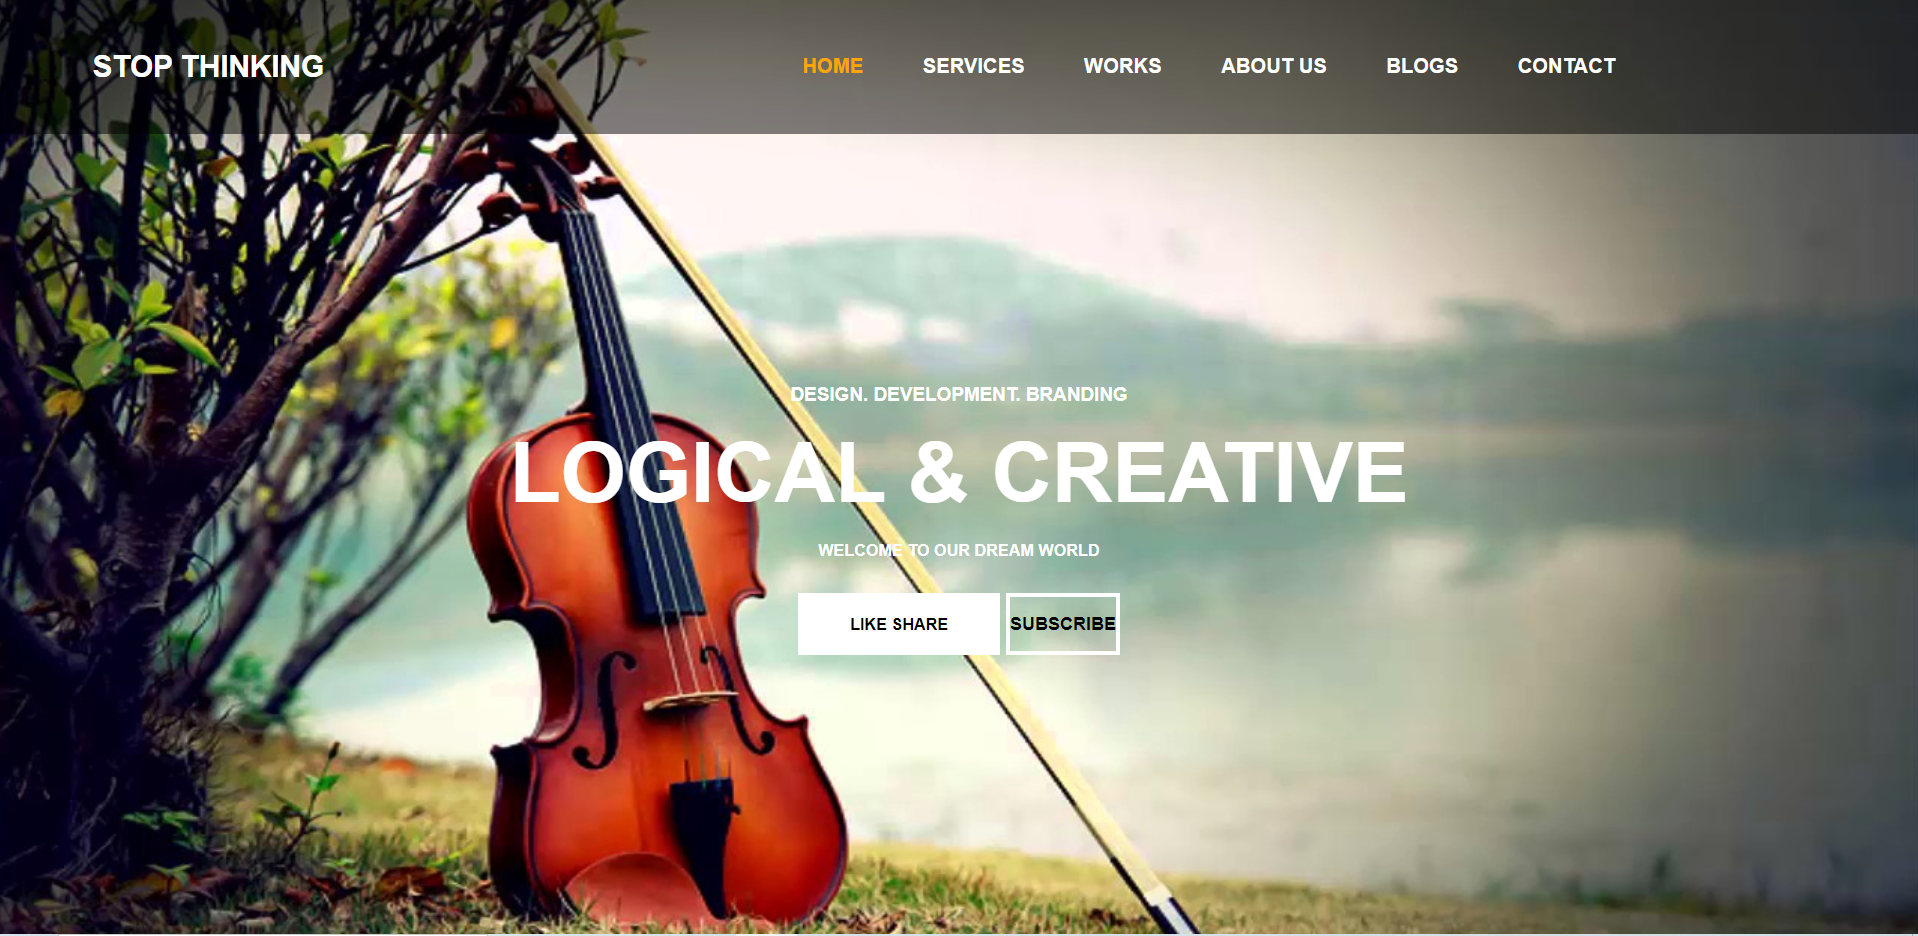 STOP THINKING
HOME SERVICES WORKS ABOUT US BLOGS CONTACT
DESIGN. DEVELOPMENT. BRANDING
LOGICAL & CREATIVE
WELCOME TO OUR DREAM WORLD
LIKE SHARE SUBSCRIBE